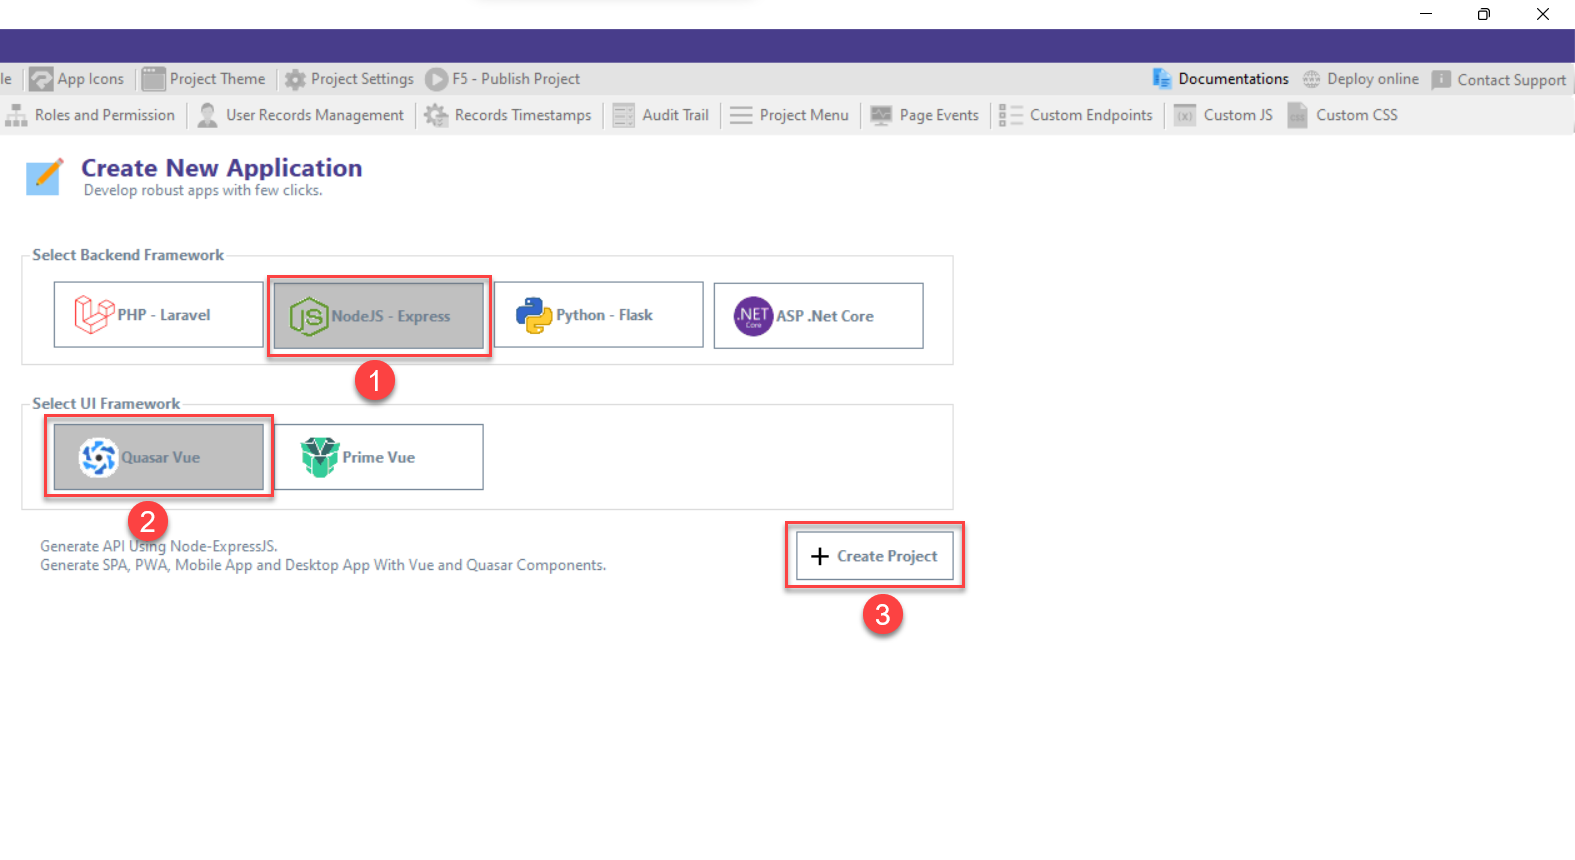 le App Icons Project Theme Project Settings F5 - Publish Project Documentations Deploy online Contact Support
Roles and Permission User Records Management Records Timestamps Audit Trail Project Menu Page Events Custom Endpoints (x) Custom JS css Custom CSS
Create New Application
Develop robust apps with few clicks.
Select Backend Framework
PHP - Laravel JS NodeJS - Express Python - Flask .NET Core ASP .Net Core
1
Select UI Framework
Quasar Vue Prime Vue
2
Generate API Using Node-ExpressJS.
Generate SPA, PWA, Mobile App and Desktop App With Vue and Quasar Components.
+ Create Project
3